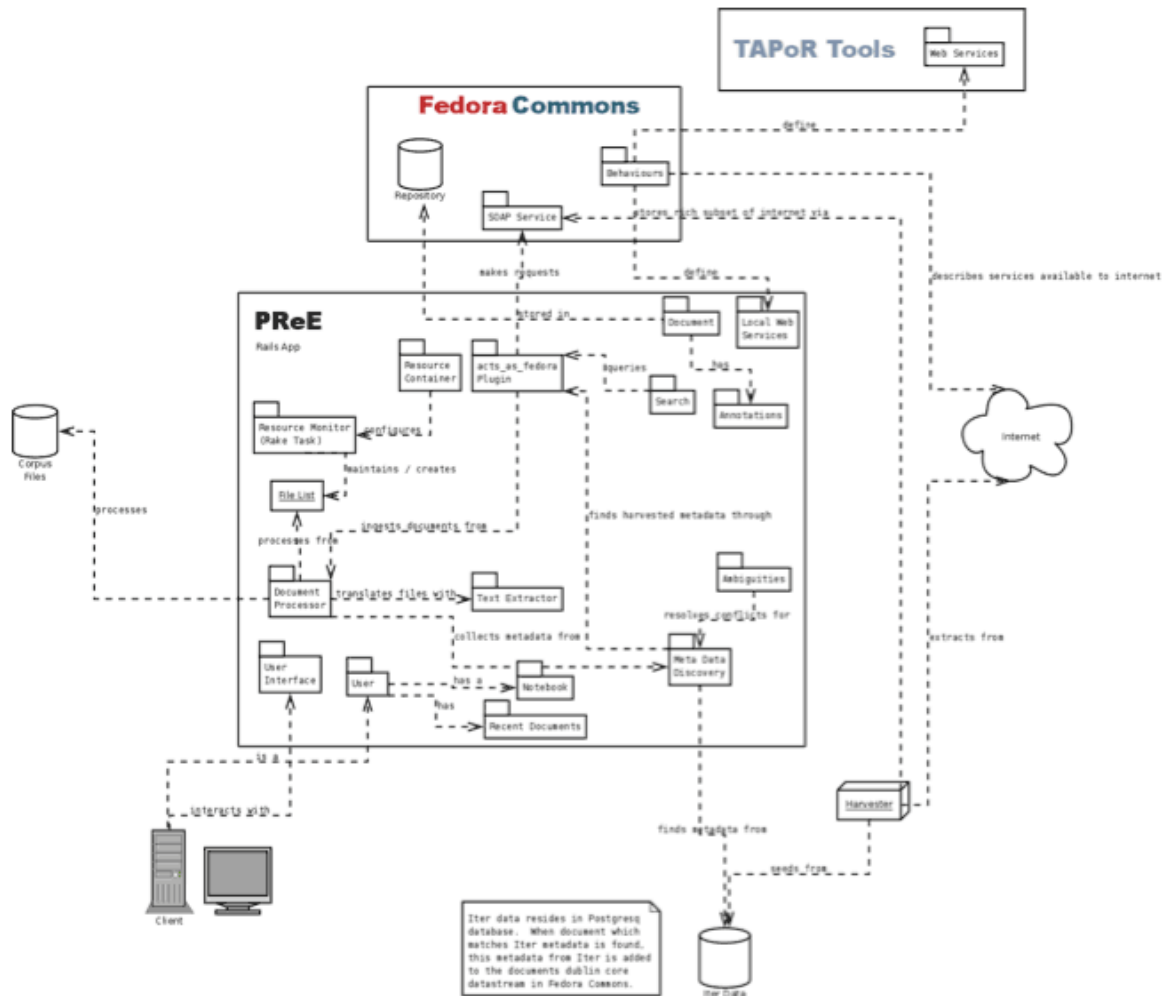 TAPoR Tools
Web Services
define
Fedora Commons
Repository
Behaviours
SOAP Service
stores rich subset of internet via
makes requests
define
describes services available to internet
PReE
Rails App
stored in
Document
Local Web
Services
has
Resource
Container
acts_as_fedora
Plugin
queries
Search
Annotations
Resource Monitor
(Rake Task)
configures
Corpus
Files
Internet
maintains / creates
File List
processes
finds harvested metadata through
ingests documents from
processes from
Ambiguities
Document
Processor
translates files with
Text Extractor
resolves conflicts for
collects metadata from
extracts from
User
Interface
User
has a
Notebook
Meta Data
Discovery
has
Recent Documents
is a
interacts with
Harvester
finds metadata from
seeds from
Client
Iter data resides in Postgresq
database. When document which
matches Iter metadata is found,
this metadata from Iter is added
to the documents dublin core
datastream in Fedora Commons.
Iter Data